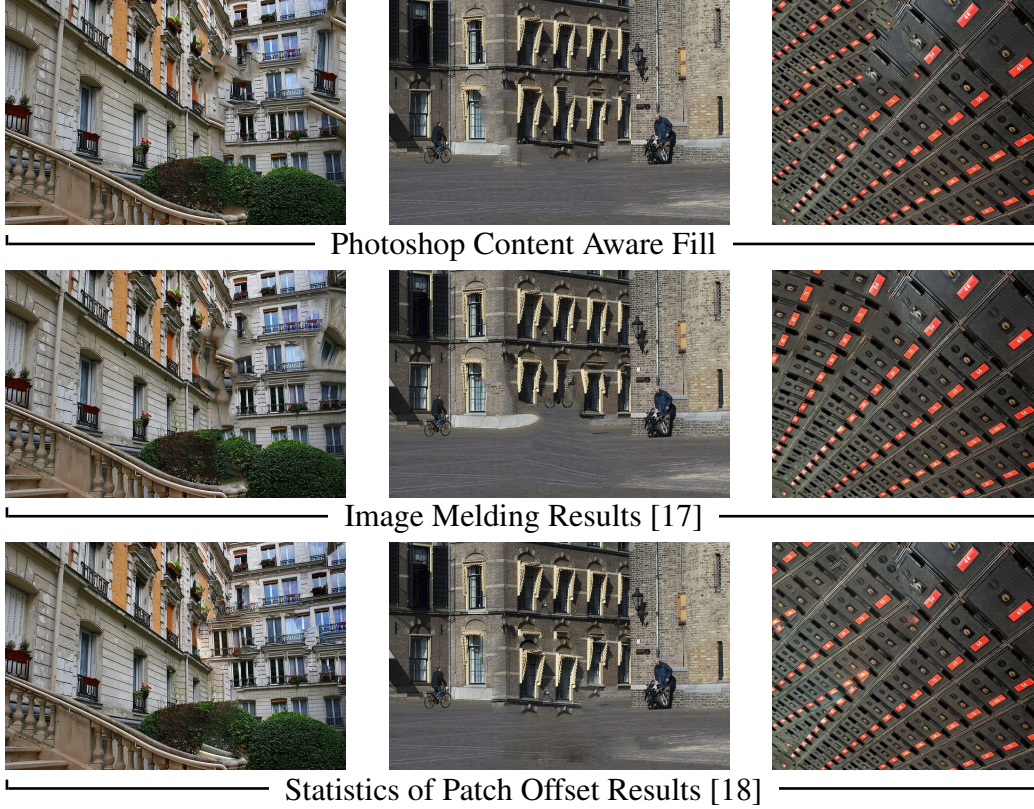 Photoshop Content Aware Fill
Image Melding Results [17]
Statistics of Patch Offset Results [18]